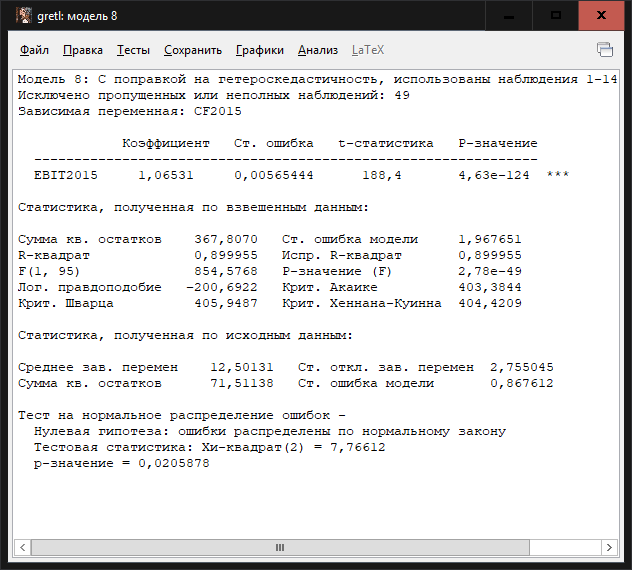 gretl: модель 8
Файл Правка Тесты Сохранить Графики Анализ LaTeX
Модель 8: С поправкой на гетероскедастичность, использованы наблюдения 1-14
Исключено пропущенных или неполных наблюдений: 49
Зависимая переменная: CF2015
Коэффициент Ст. ошибка t-статистика P-значение
---------------------------------------------------------------
EBIT2015 1,06531 0,00565444 188,4 4,63e-124 ***
Статистика, полученная по взвешенным данным:
Сумма кв. остатков 367,8070 Ст. ошибка модели 1,967651
R-квадрат 0,899955 Испр. R-квадрат 0,899955
F(1, 95) 854,5768 P-значение (F) 2,78e-49
Лог. правдоподобие -200,6922 Крит. Акаике 403,3844
Крит. Шварца 405,9487 Крит. Хеннана-Куинна 404,4209
Статистика, полученная по исходным данным:
Среднее зав. перемен 12,50131 Ст. откл. зав. перемен 2,755045
Сумма кв. остатков 71,51138 Ст. ошибка модели 0,867612
Тест на нормальное распределение ошибок -
Нулевая гипотеза: ошибки распределены по нормальному закону
Тестовая статистика: Хи-квадрат(2) = 7,76612
р-значение = 0,0205878